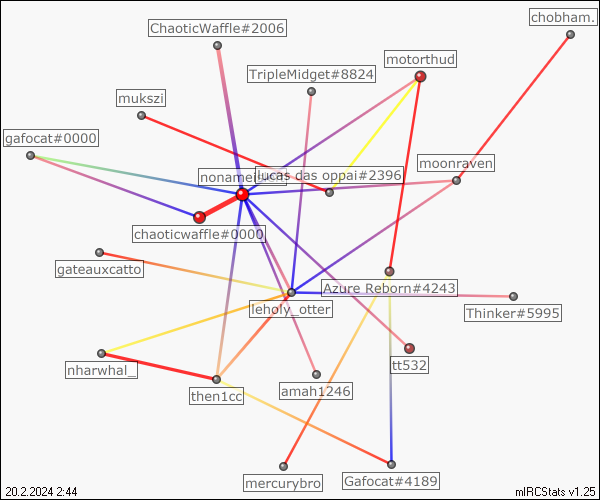 chobham.
ChaoticWaffle#2006
motorthud
TripleMidget#8824
mukszi
gafocat#0000
moonraven
lucas das oppai#2396
chaoticwaffle#0000
gateauxcatto
Azure Reborn#4243
leholy_otter
Thinker#5995
tt532
nharwhal_
amah1246
then1cc
mercurybro
Gafocat#4189
20.2.2024 2:44
mIRCStats v1.25